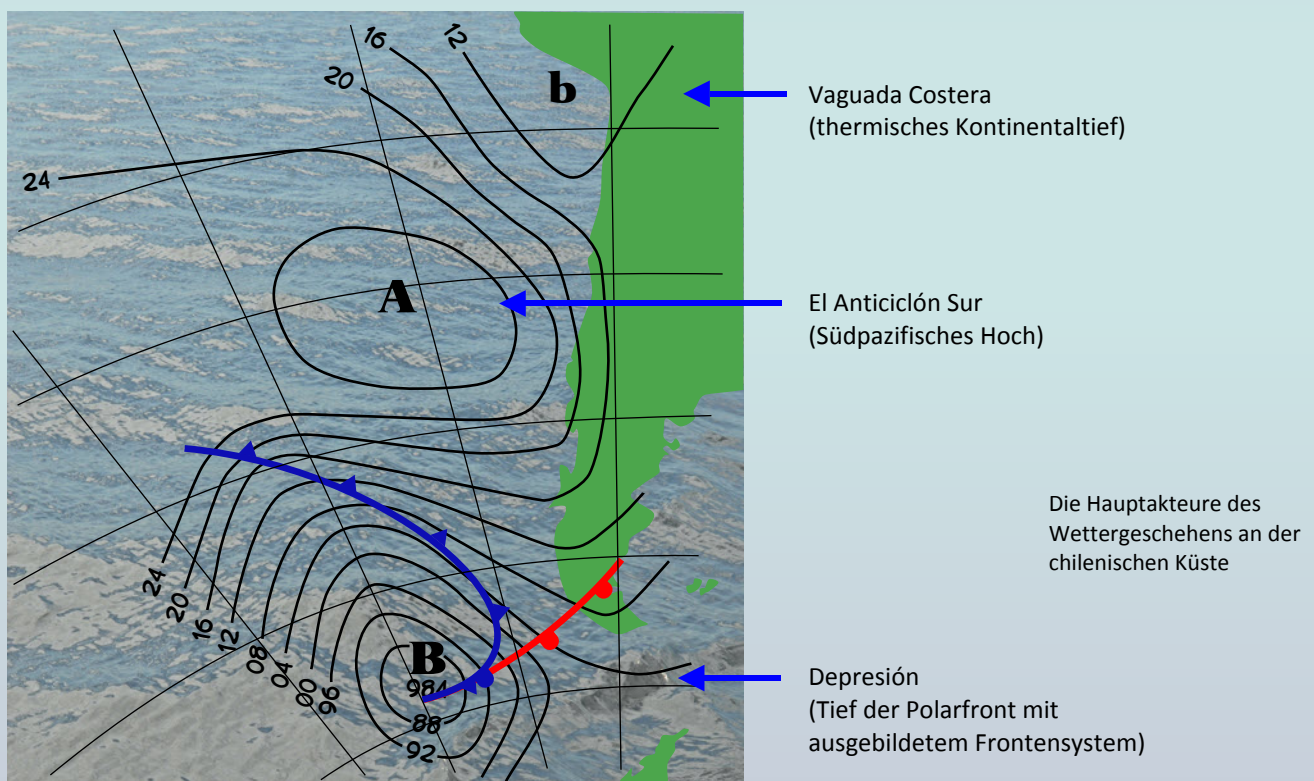 12
16
20
b
Vaguada Costera
(thermisches Kontinentaltief)
24
A
El Anticiclón Sur
(Südpazifisches Hoch)
Die Hauptakteure des
Wettergeschehens an der
chilenischen Küste
24
20
16
12
08
04
00
96
B
984
88
92
Depresión
(Tief der Polarfront mit
ausgebildetem Frontensystem)